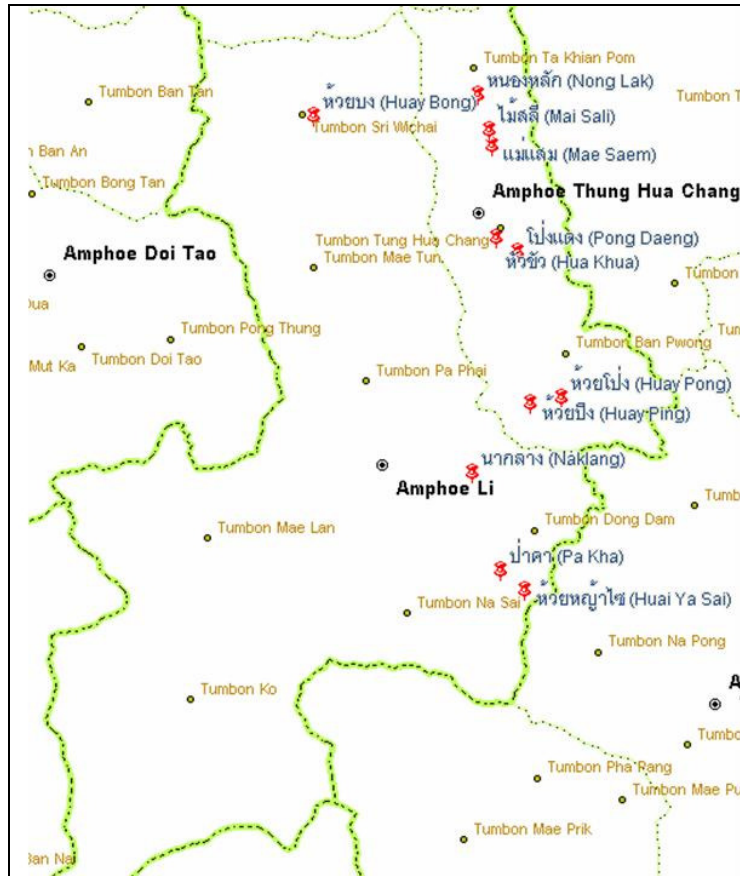 Tumbon Ta Khian Pom
หนองหลัก (Nong Lak)
Tumbon Ban Tan
ห้วยบง (Huay Bong)
Tumbon T
ไม้สลี (Mai Sali)
Tumbon Sri Wichai
แม่แสม (Mae Saem)
n Ban An
Tumbon Bong Tan
Amphoe Thung Hua Chang
Tumbon Tung Hua Chang
โป่งแดง (Pong Daeng)
Amphoe Doi Tao
Tumbon Mae Tun
หัวขัว (Hua Khua)
Tumbon
Dua
Tumbon Pong Thung
Tumbon Ban Pwong
Tum
Tumbon Doi Tao
Mut Ka
Tumbon Pa Phai
ห้วยโป่ง (Huay Pong)
ห้วยปิง (Huay Ping)
นากลาง (Naklang)
Amphoe Li
Tumb
Tumbon Mae Lan
Tumbon Dong Dam
ป่าคา (Pa Kha)
Tumbon Na Sai
ห้วยหญ้าไซ (Huai Ya Sai)
Tumbon Na Pong
Tumbon Ko
A
Tumbo
Tumbon Pha Pang
Tumbon Mae Pu
Tumbon Mae Prik
Ban Na